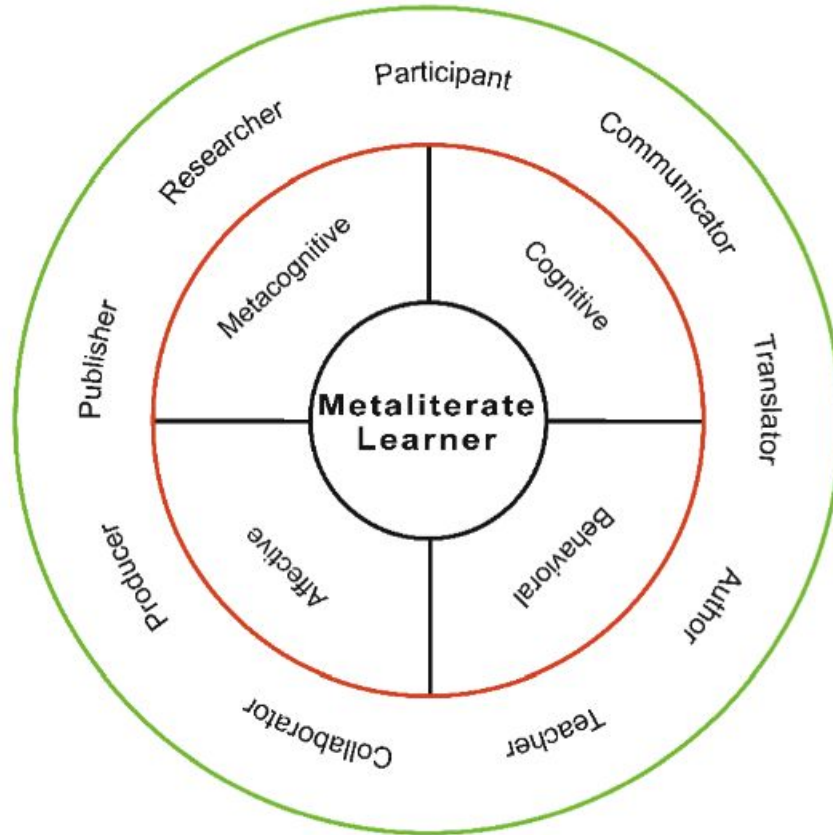 Participant
Communicator
Translator
Author
Teacher
Collaborator
Producer
Publisher
Researcher
Metacognitive
Cognitive
Behavioral
Affective
Metaliterate
Learner